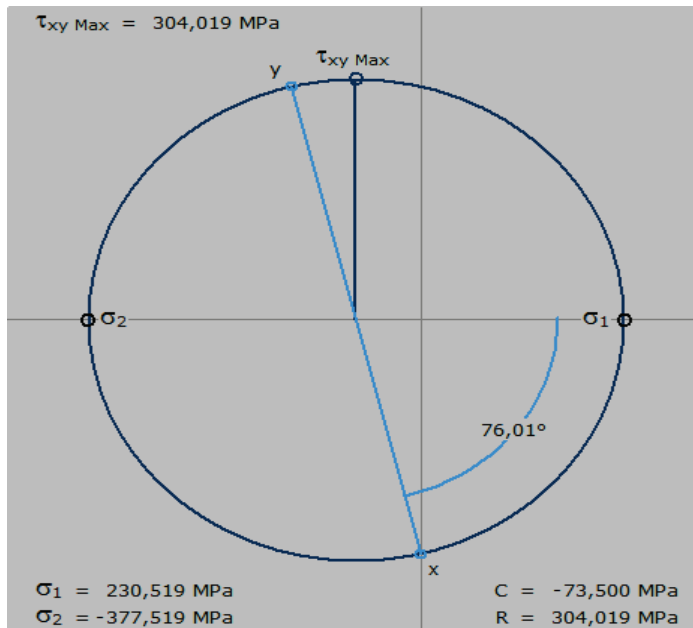 τxy Max = 304,019 MPa
τxy Max
y
σ2
σ1
76,01°
x
σ1 = 230,519 MPa
C = -73,500 MPa
σ2 = -377,519 MPa
R = 304,019 MPa